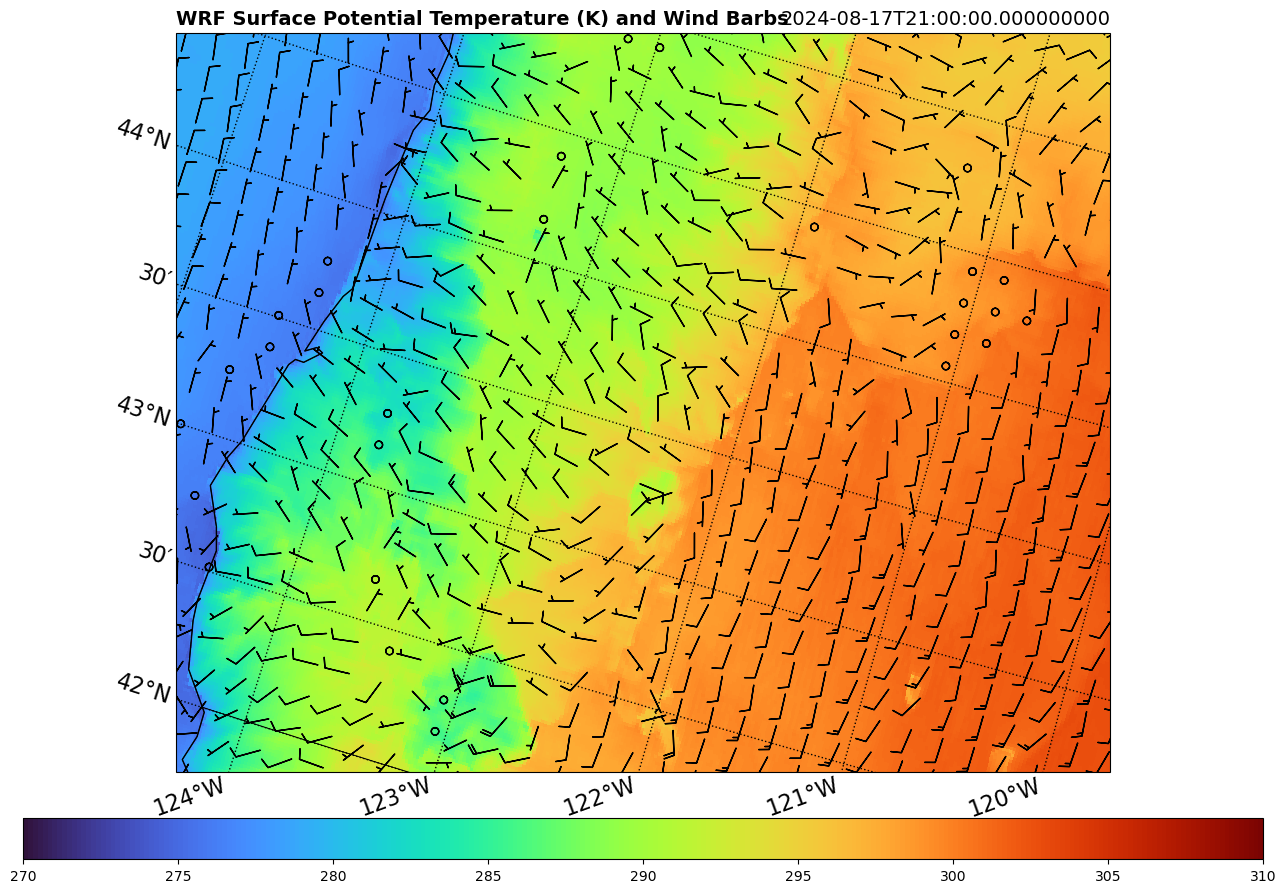 WRF Surface Potential Temperature (K) and Wind Barbs 2024-08-17T21:00:00.000000000
44°N
30′
43°N
30′
42°N
124°W 123°W 122°W 121°W 120°W
270 275 280 285 290 295 300 305 310